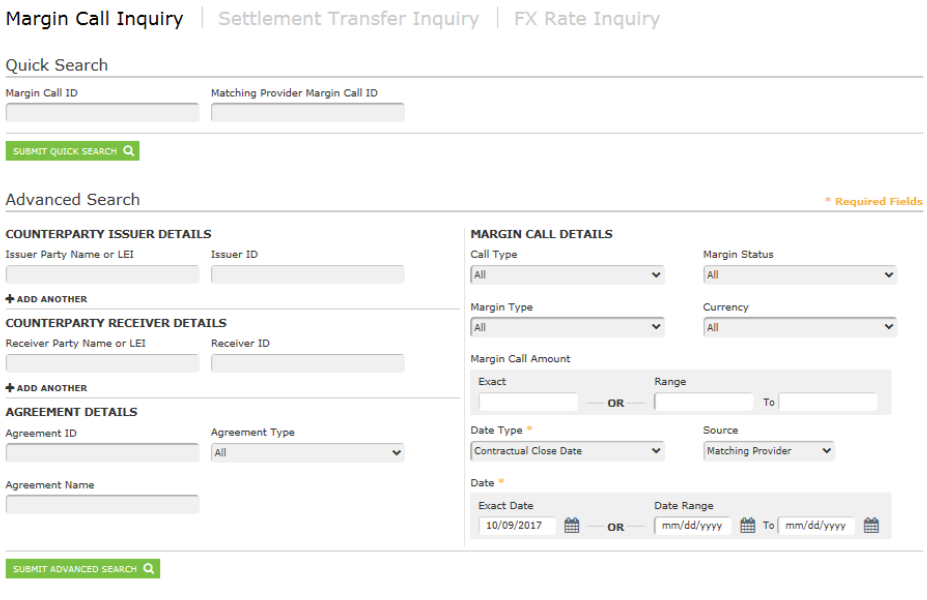 Margin Call Inquiry | Settlement Transfer Inquiry | FX Rate Inquiry
Quick Search
Margin Call ID Matching Provider Margin Call ID
SUBMIT QUICK SEARCH
Advanced Search * Required Fields
COUNTERPARTY ISSUER DETAILS
Issuer Party Name or LEI Issuer ID
+ ADD ANOTHER
COUNTERPARTY RECEIVER DETAILS
Receiver Party Name or LEI Receiver ID
+ ADD ANOTHER
AGREEMENT DETAILS
Agreement ID Agreement Type
All
Agreement Name
MARGIN CALL DETAILS
Call Type Margin Status
All All
Margin Type Currency
All All
Margin Call Amount
Exact Range
OR To
Date Type * Source
Contractual Close Date Matching Provider
Date *
Exact Date Date Range
10/09/2017 OR mm/dd/yyyy To mm/dd/yyyy
SUBMIT ADVANCED SEARCH